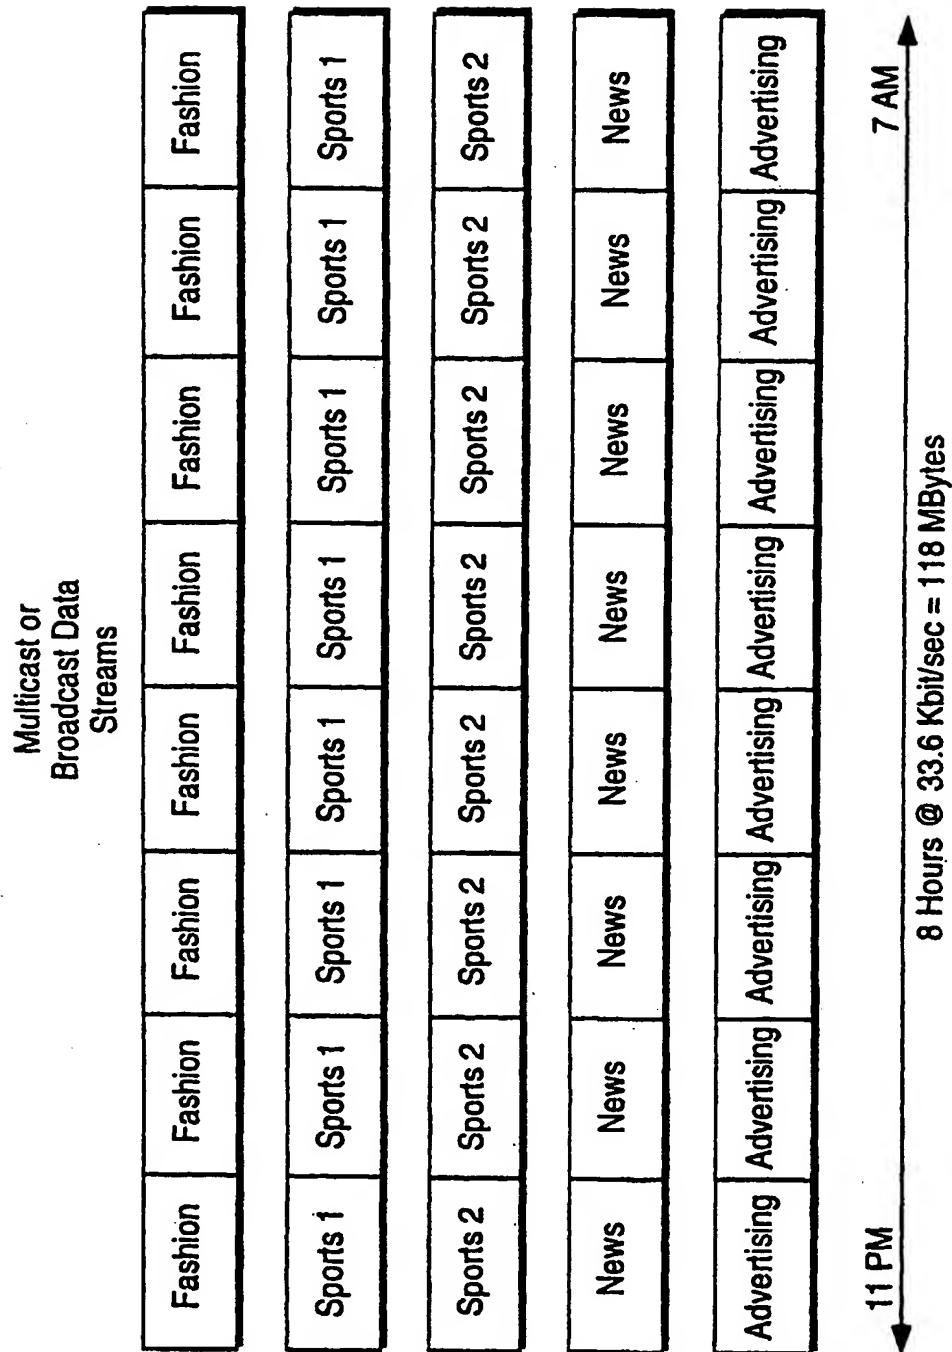 Multicast or
Broadcast Data
Streams
Fashion Fashion Fashion Fashion Fashion Fashion Fashion Fashion
Sports 1 Sports 1 Sports 1 Sports 1 Sports 1 Sports 1 Sports 1 Sports 1
Sports 2 Sports 2 Sports 2 Sports 2 Sports 2 Sports 2 Sports 2 Sports 2
News News News News News News News News
Advertising Advertising Advertising Advertising Advertising Advertising Advertising Advertising
11 PM 7 AM
8 Hours @ 33.6 Kbit/sec = 118 MBytes